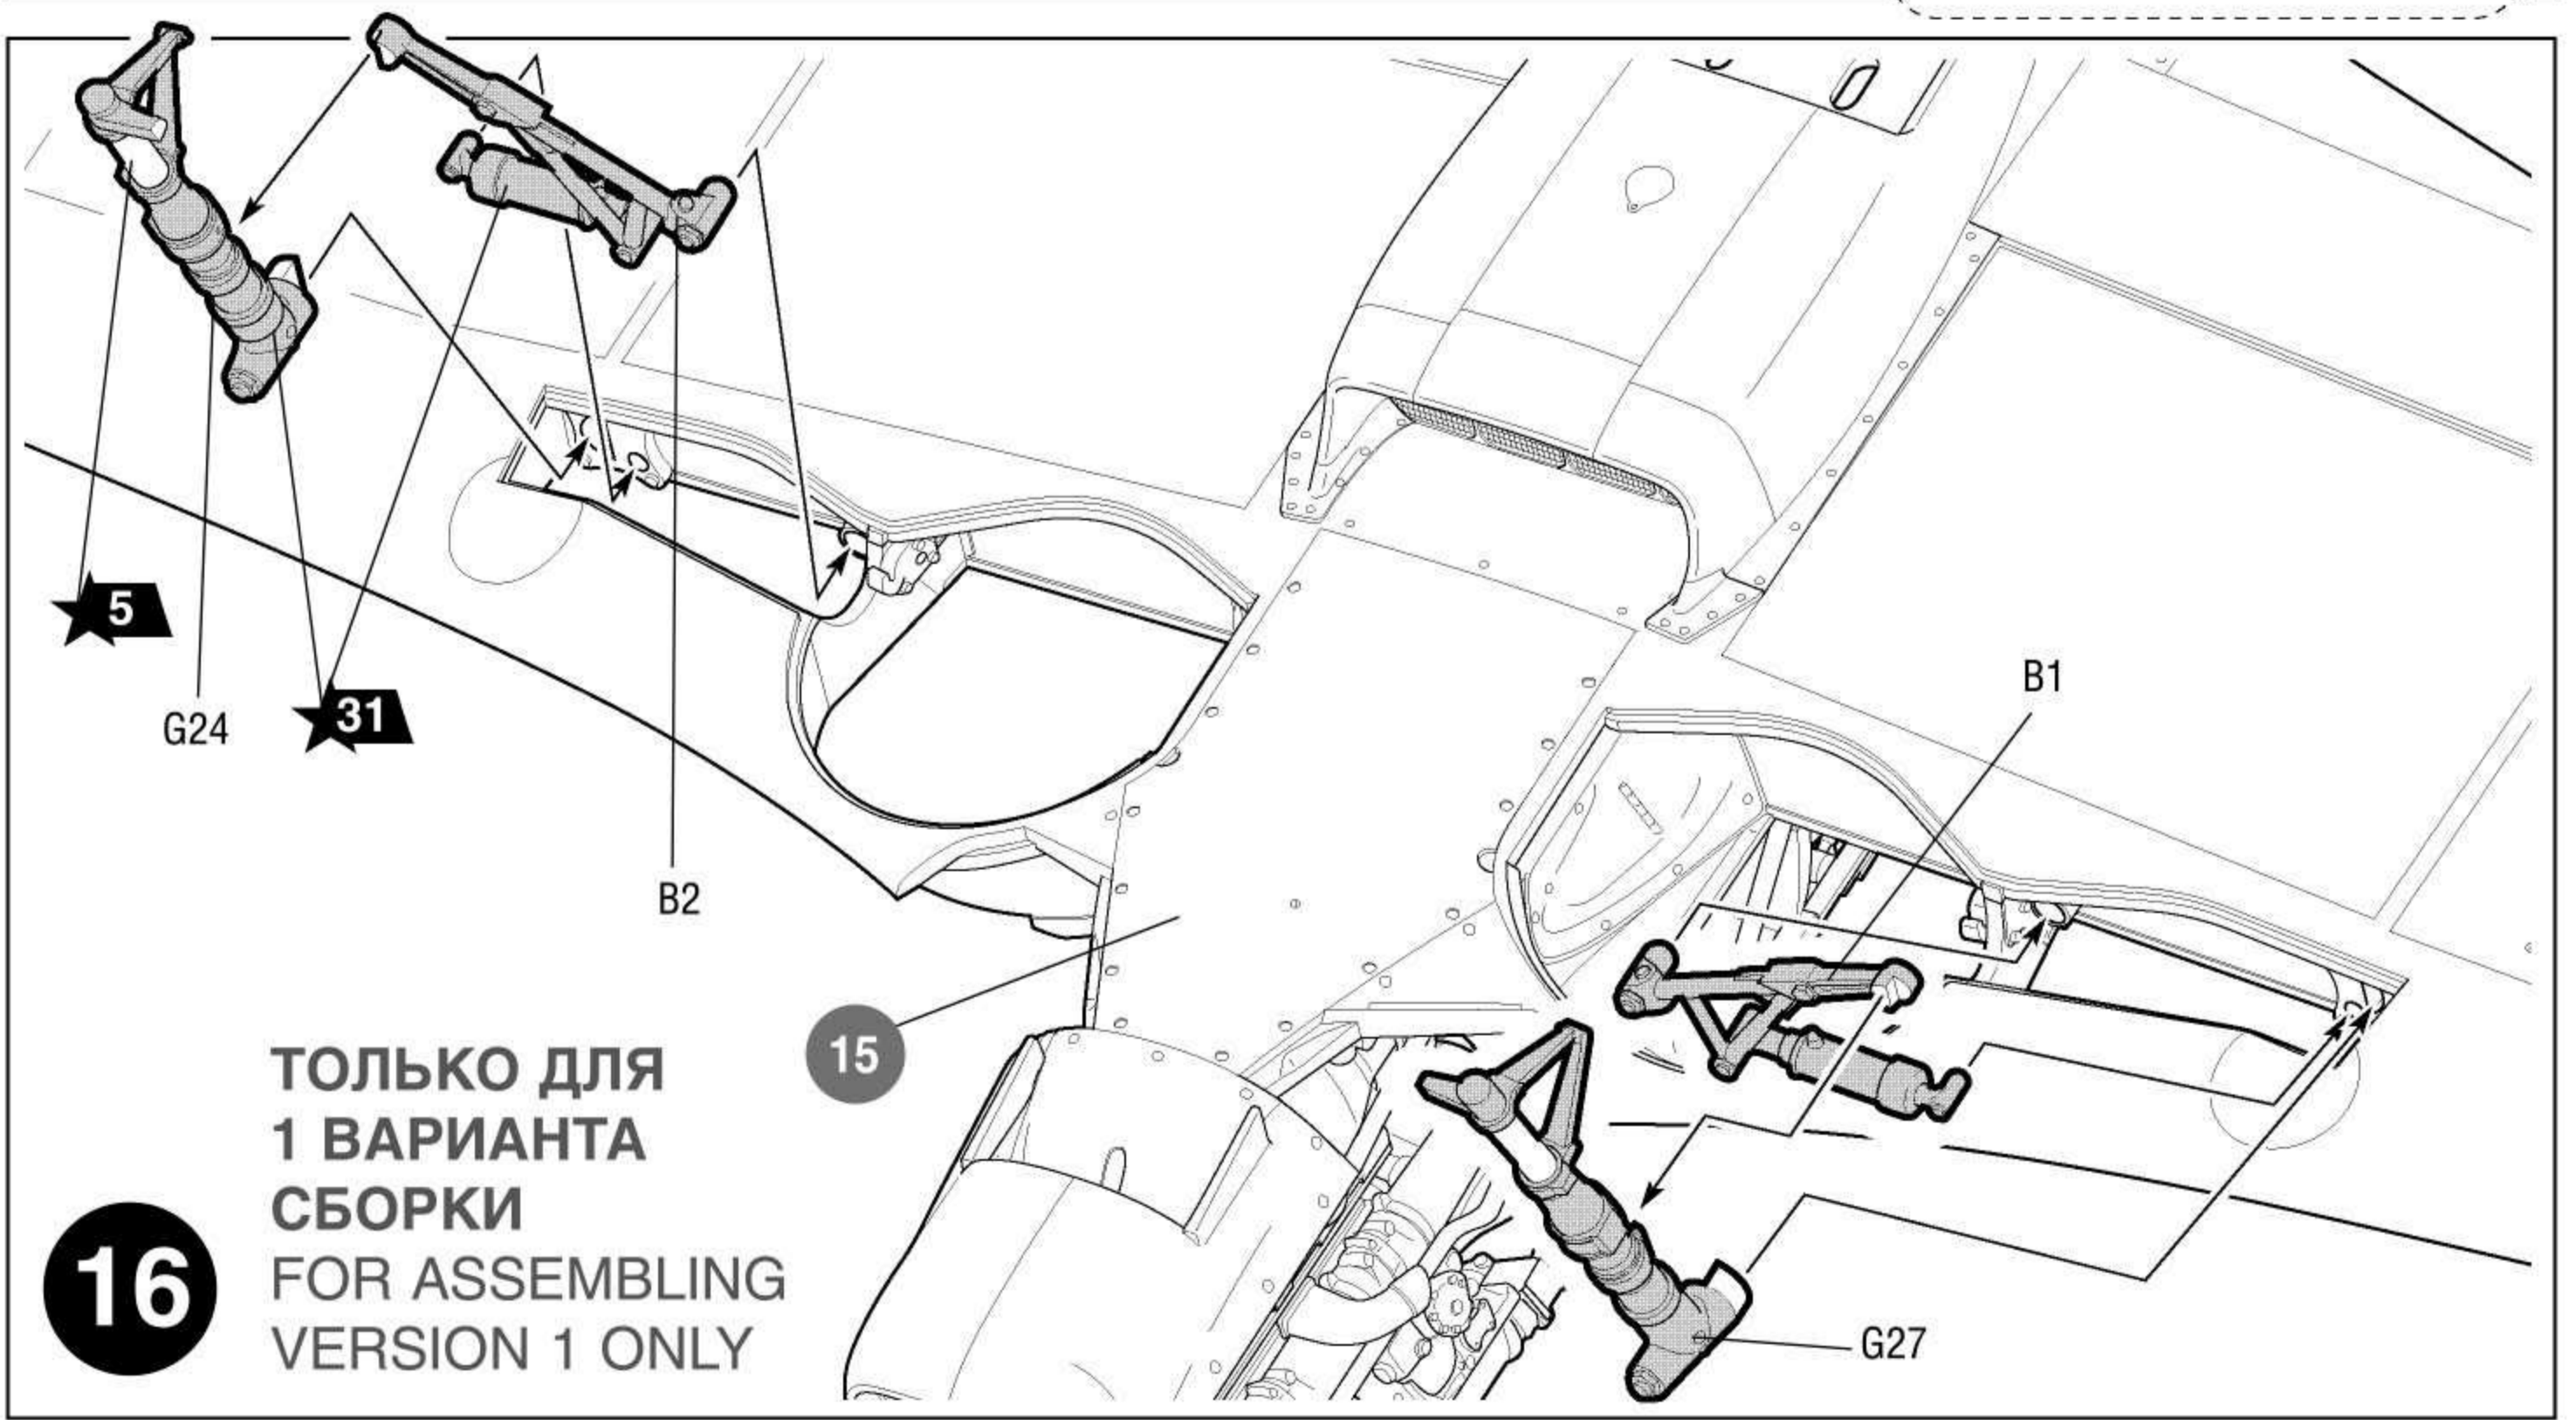 5
G24
31
B2
B1
15
G27
16
ТОЛЬКО ДЛЯ
1 ВАРИАНТА
СБОРКИ
FOR ASSEMBLING
VERSION 1 ONLY